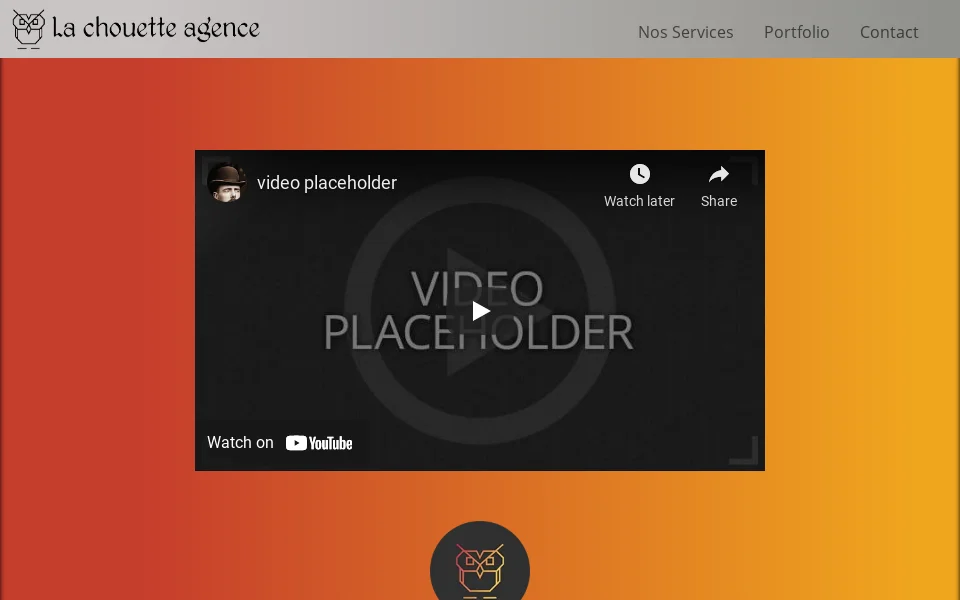 La chouette agence
Nos Services
Portfolio
Contact
video placeholder
Watch later
Share
VIDEO
PLACEHOLDER
Watch on YouTube